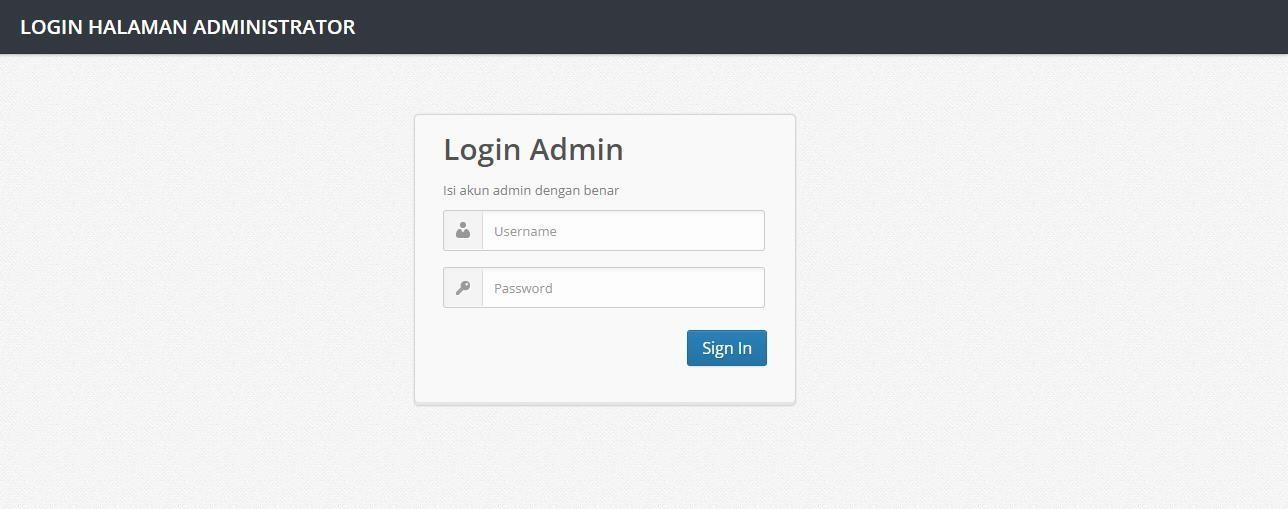 LOGIN HALAMAN ADMINISTRATOR
Login Admin
Isi akun admin dengan benar
Username
Password
Sign In